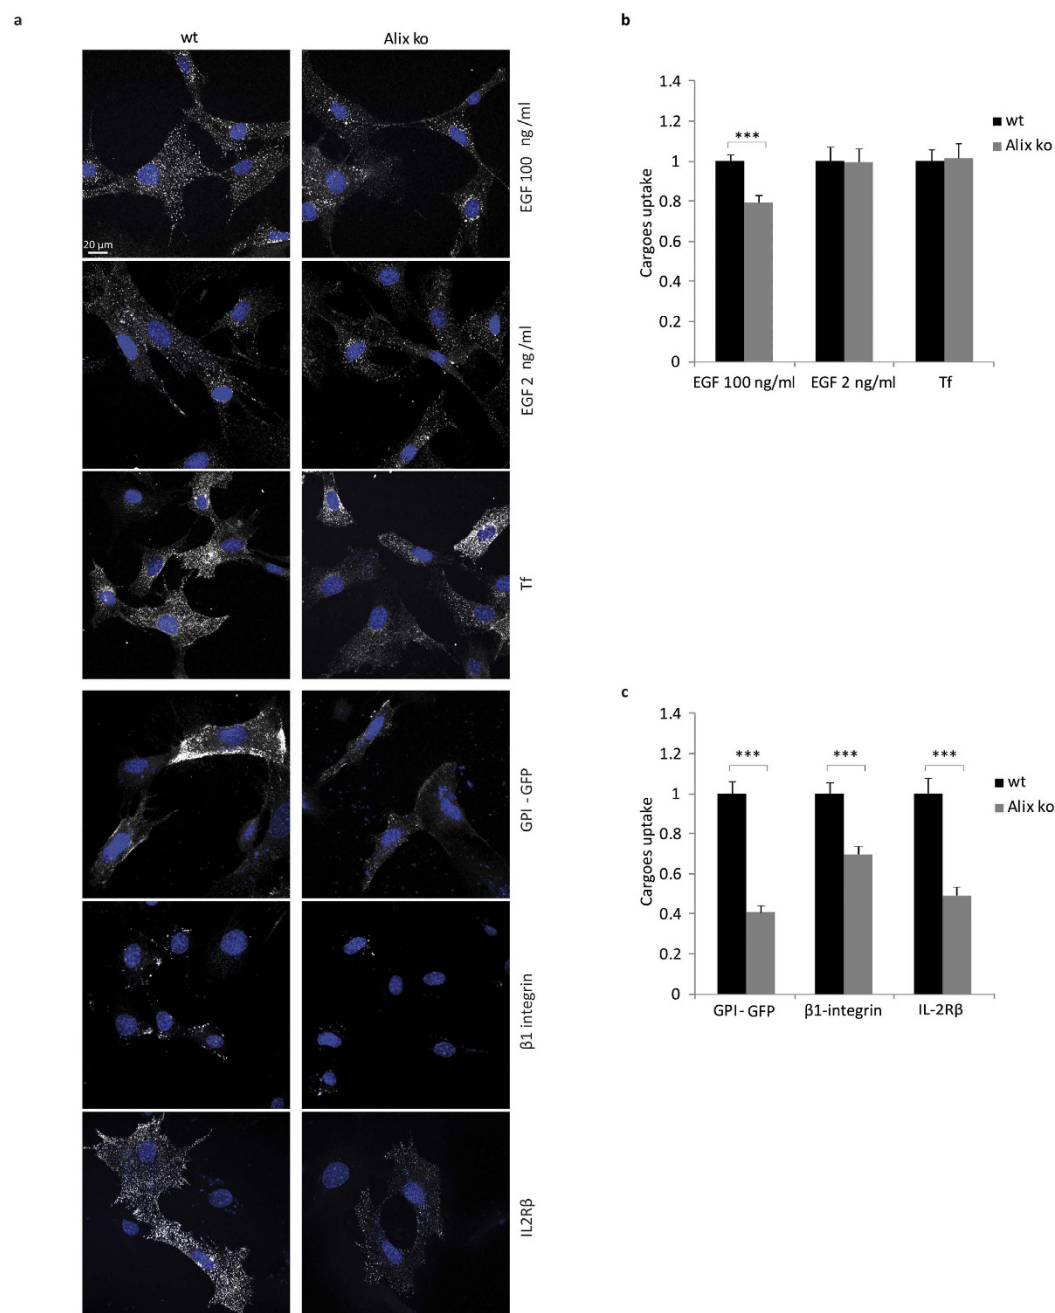 a
wt
Alix ko
EGF 100 ng /ml
20 µm
EGF 2 ng /ml
Tf
GPI - GFP
β1 integrin
IL2Rβ
b
1.4
1.2
1
0.8
0.6
0.4
0.2
0
Cargoes uptake
***
wt
Alix ko
EGF 100 ng/ml
EGF 2 ng/ml
Tf
c
1.4
1.2
1
0.8
0.6
0.4
0.2
0
Cargoes uptake
***
***
***
wt
Alix ko
GPI - GFP
β1-integrin
IL-2Rβ